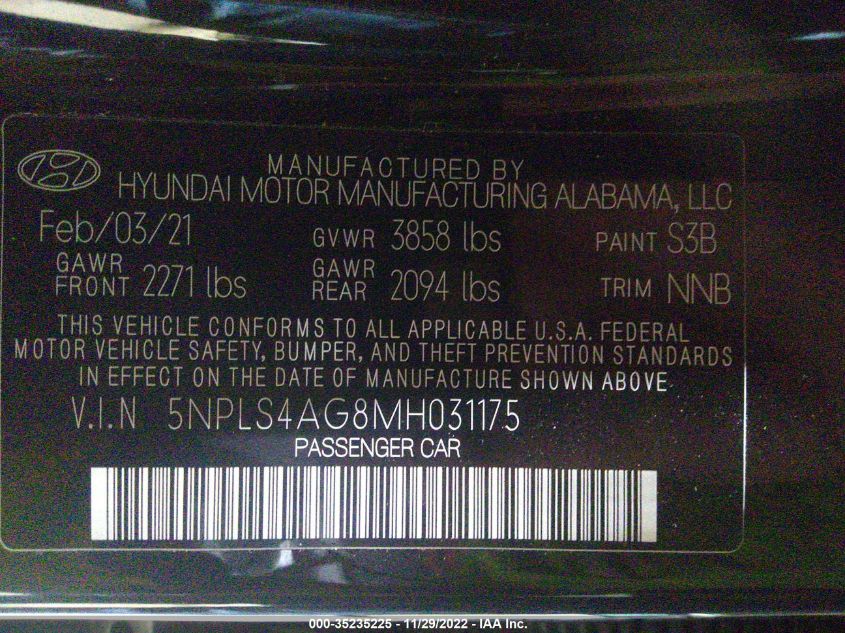 MANUFACTURED BY
HYUNDAI MOTOR MANUFACTURING ALABAMA, LLC
Feb/03/21 GVWR 3858 lbs PAINT S3B
GAWR FRONT 2271 lbs GAWR REAR 2094 lbs TRIM NNB
THIS VEHICLE CONFORMS TO ALL APPLICABLE U.S.A. FEDERAL
MOTOR VEHICLE SAFETY, BUMPER, AND THEFT PREVENTION STANDARDS
IN EFFECT ON THE DATE OF MANUFACTURE SHOWN ABOVE
V.I.N 5NPLS4AG8MH031175
PASSENGER CAR
000-35235225 - 11/29/2022 - IAA Inc.